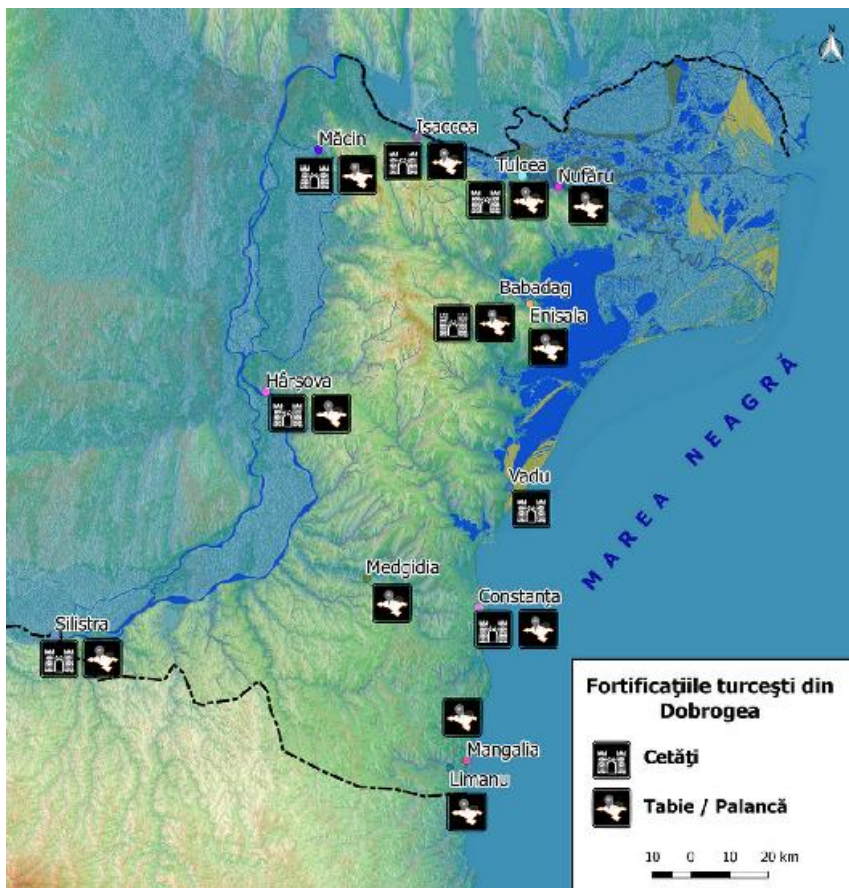 N
Isaccea
Măcin
Tulcea
Nufăru
Babadag
Enisala
Hârșova
MAREA NEAGRĂ
Vadu
Medgidia
Constanța
Silistra
Mangalia
Limanu
Fortificațiile turcești din
Dobrogea
Cetăți
Tabie / Palancă
10 0 10 20 km